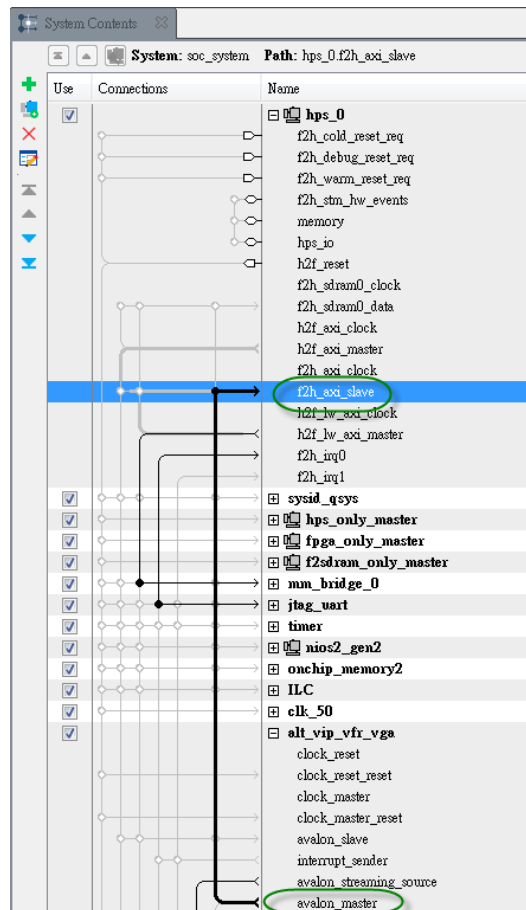 System Contents
System: soc_system Path: hps_0.f2h_axi_slave
Use Connections Name
hps_0
f2h_cold_reset_req
f2h_debug_reset_req
f2h_warm_reset_req
f2h_stm_hw_events
memory
hps_io
h2f_reset
f2h_sdram0_clock
f2h_sdram0_data
h2f_axi_clock
h2f_axi_master
f2h_axi_clock
f2h_axi_slave
h2f_lw_axi_clock
h2f_lw_axi_master
f2h_irq0
f2h_irq1
sysid_qsys
hps_only_master
fpga_only_master
f2sdram_only_master
mm_bridge_0
jtag_uart
timer
nios2_gen2
onchip_memory2
ILC
clk_50
alt_vip_vfr_vga
clock_reset
clock_reset_reset
clock_master
clock_master_reset
avalon_slave
interrupt_sender
avalon_streaming_source
avalon_master